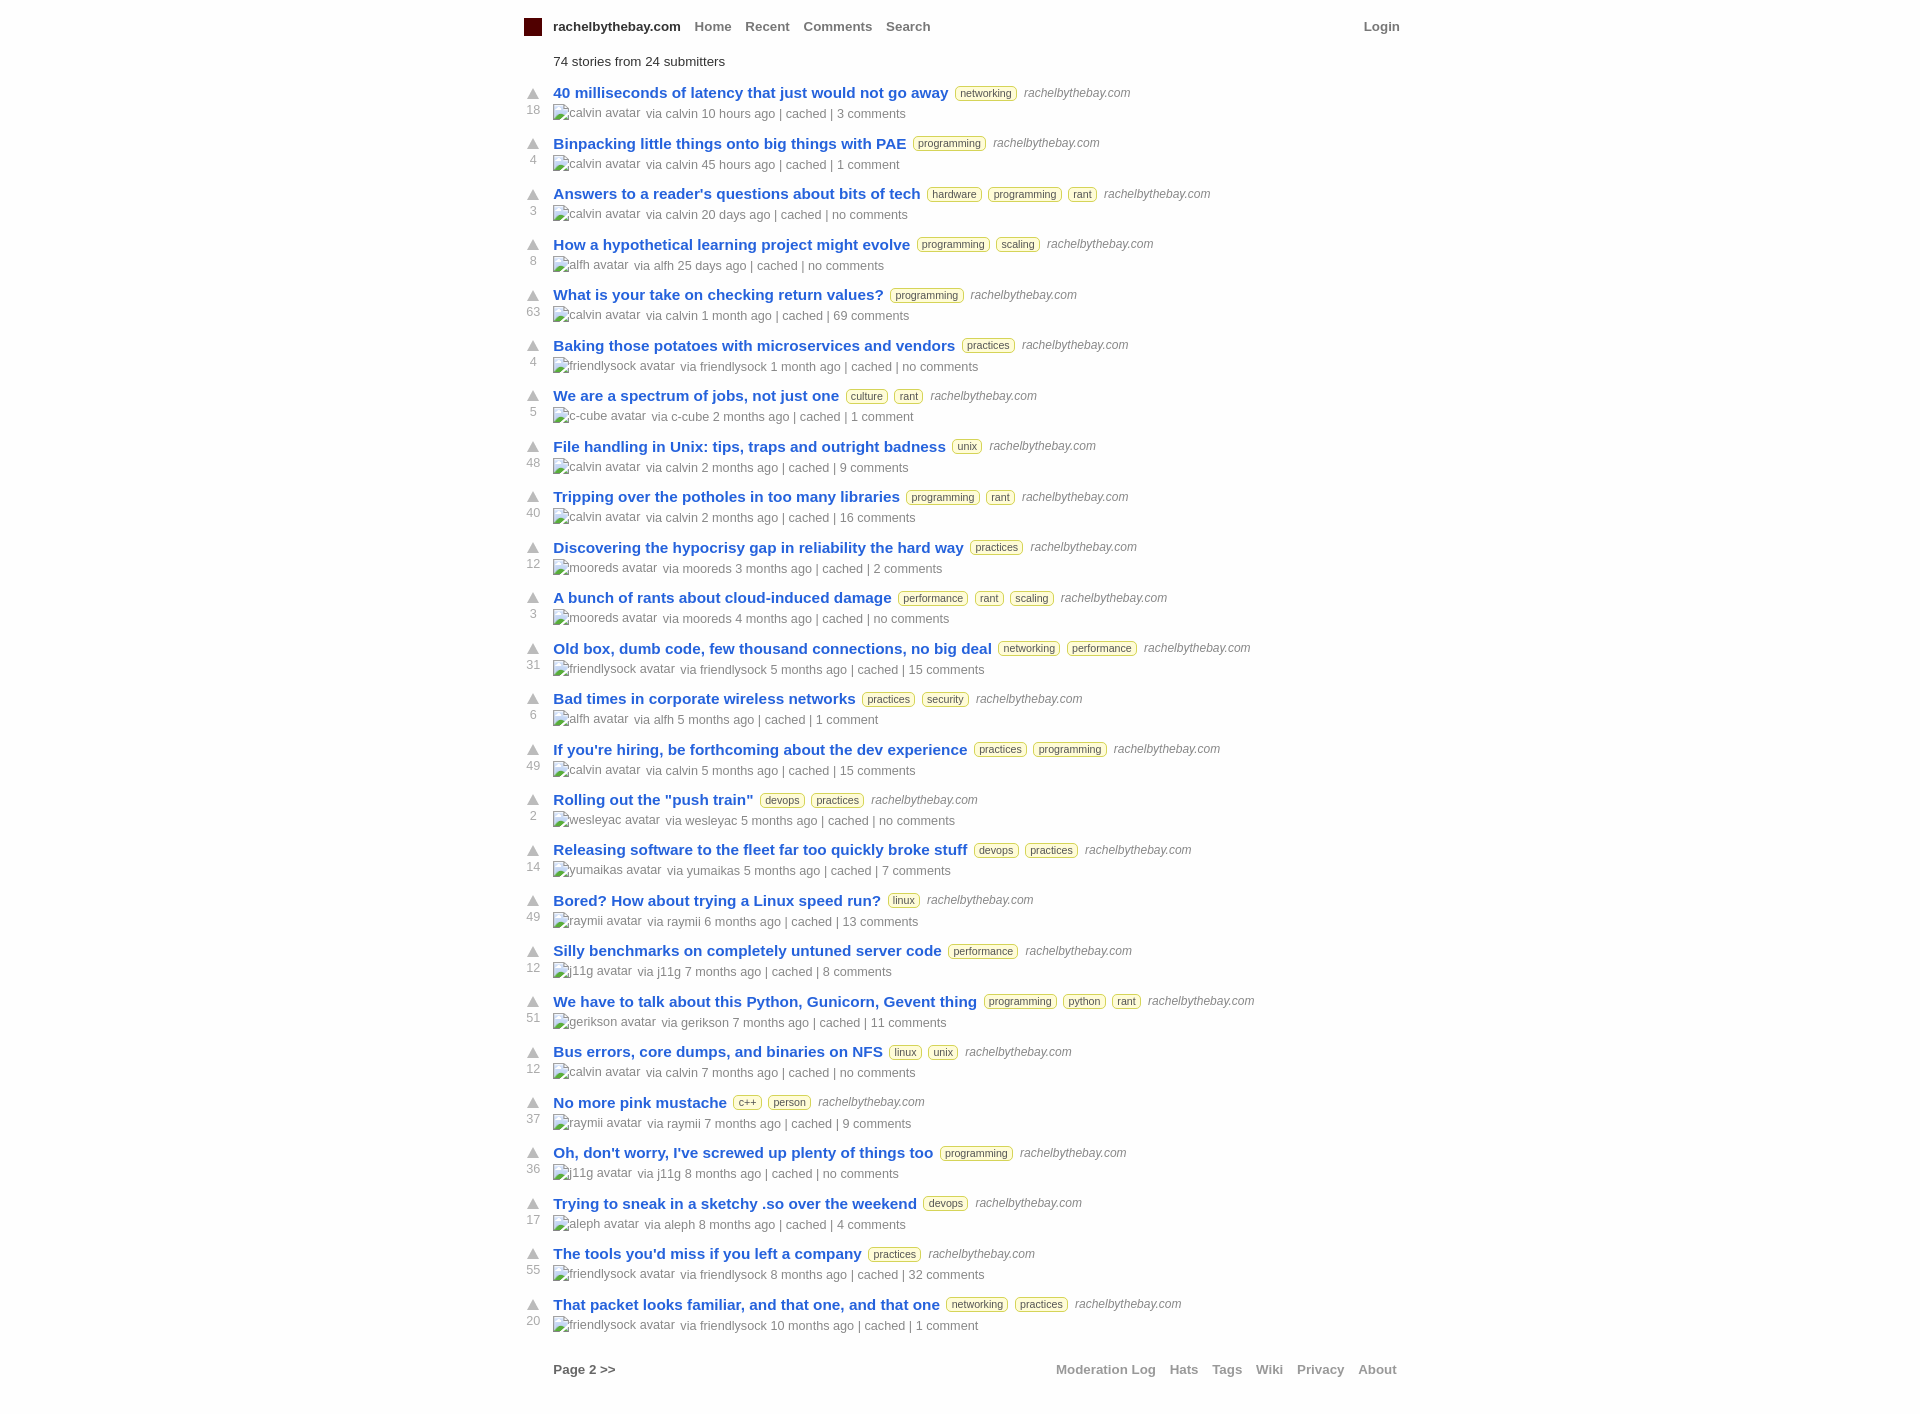 rachelbythebay.com Home Recent Comments Search Login
74 stories from 24 submitters
40 milliseconds of latency that just would not go away networking rachelbythebay.com
18 calvin avatar via calvin 10 hours ago | cached | 3 comments
Binpacking little things onto big things with PAE programming rachelbythebay.com
4 calvin avatar via calvin 45 hours ago | cached | 1 comment
Answers to a reader's questions about bits of tech hardware programming rant rachelbythebay.com
3 calvin avatar via calvin 20 days ago | cached | no comments
How a hypothetical learning project might evolve programming scaling rachelbythebay.com
8 alfh avatar via alfh 25 days ago | cached | no comments
What is your take on checking return values? programming rachelbythebay.com
63 calvin avatar via calvin 1 month ago | cached | 69 comments
Baking those potatoes with microservices and vendors practices rachelbythebay.com
4 friendlysock avatar via friendlysock 1 month ago | cached | no comments
We are a spectrum of jobs, not just one culture rant rachelbythebay.com
5 c-cube avatar via c-cube 2 months ago | cached | 1 comment
File handling in Unix: tips, traps and outright badness unix rachelbythebay.com
48 calvin avatar via calvin 2 months ago | cached | 9 comments
Tripping over the potholes in too many libraries programming rant rachelbythebay.com
40 calvin avatar via calvin 2 months ago | cached | 16 comments
Discovering the hypocrisy gap in reliability the hard way practices rachelbythebay.com
12 mooreds avatar via mooreds 3 months ago | cached | 2 comments
A bunch of rants about cloud-induced damage performance rant scaling rachelbythebay.com
3 mooreds avatar via mooreds 4 months ago | cached | no comments
Old box, dumb code, few thousand connections, no big deal networking performance rachelbythebay.com
31 friendlysock avatar via friendlysock 5 months ago | cached | 15 comments
Bad times in corporate wireless networks practices security rachelbythebay.com
6 alfh avatar via alfh 5 months ago | cached | 1 comment
If you're hiring, be forthcoming about the dev experience practices programming rachelbythebay.com
49 calvin avatar via calvin 5 months ago | cached | 15 comments
Rolling out the "push train" devops practices rachelbythebay.com
2 wesleyac avatar via wesleyac 5 months ago | cached | no comments
Releasing software to the fleet far too quickly broke stuff devops practices rachelbythebay.com
14 yumaikas avatar via yumaikas 5 months ago | cached | 7 comments
Bored? How about trying a Linux speed run? linux rachelbythebay.com
49 raymii avatar via raymii 6 months ago | cached | 13 comments
Silly benchmarks on completely untuned server code performance rachelbythebay.com
12 j11g avatar via j11g 7 months ago | cached | 8 comments
We have to talk about this Python, Gunicorn, Gevent thing programming python rant rachelbythebay.com
51 gerikson avatar via gerikson 7 months ago | cached | 11 comments
Bus errors, core dumps, and binaries on NFS linux unix rachelbythebay.com
12 calvin avatar via calvin 7 months ago | cached | no comments
No more pink mustache c++ person rachelbythebay.com
37 raymii avatar via raymii 7 months ago | cached | 9 comments
Oh, don't worry, I've screwed up plenty of things too programming rachelbythebay.com
36 j11g avatar via j11g 8 months ago | cached | no comments
Trying to sneak in a sketchy .so over the weekend devops rachelbythebay.com
17 aleph avatar via aleph 8 months ago | cached | 4 comments
The tools you'd miss if you left a company practices rachelbythebay.com
55 friendlysock avatar via friendlysock 8 months ago | cached | 32 comments
That packet looks familiar, and that one, and that one networking practices rachelbythebay.com
20 friendlysock avatar via friendlysock 10 months ago | cached | 1 comment
Page 2 >> Moderation Log Hats Tags Wiki Privacy About